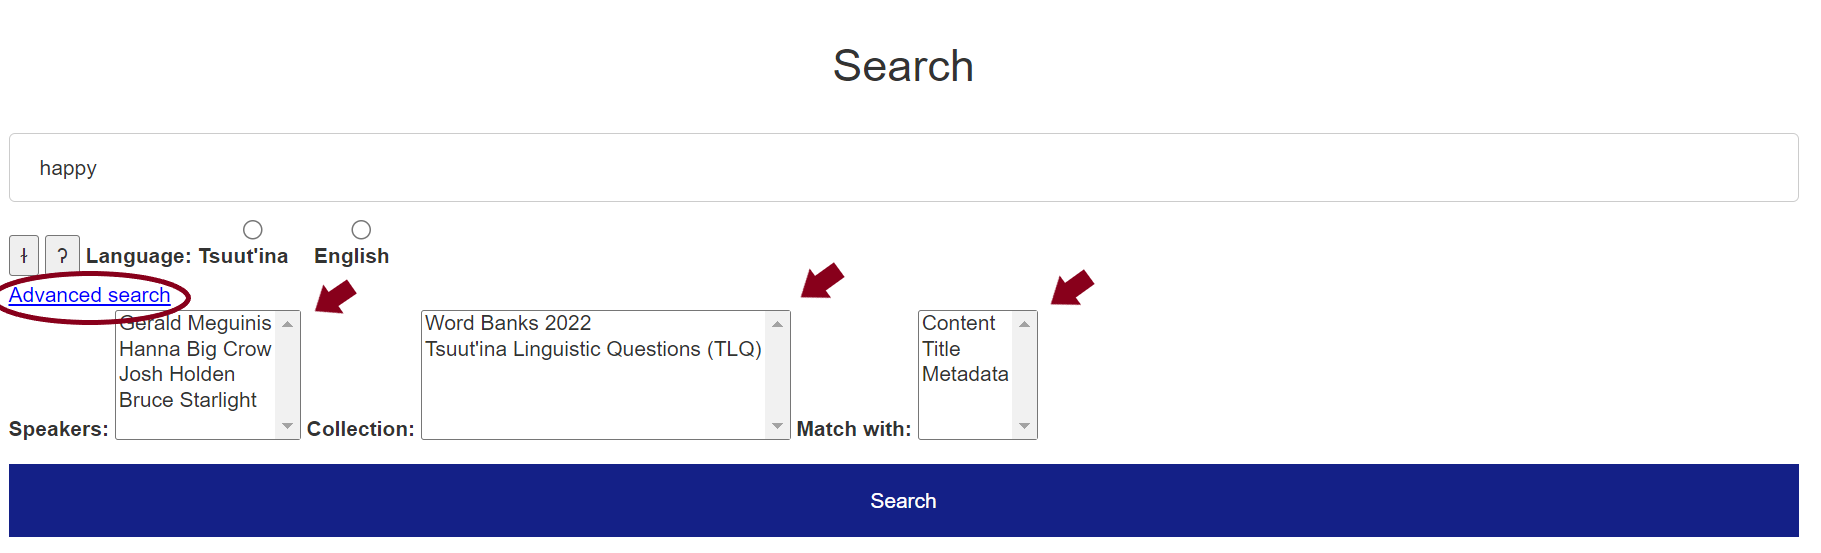 Search
happy
ɫ ʔ Language: Tsuut'ina English
Advanced search
Gerald Meguinis
Hanna Big Crow
Josh Holden
Bruce Starlight
Speakers:
Word Banks 2022
Tsuut'ina Linguistic Questions (TLQ)
Collection:
Content
Title
Metadata
Match with:
Search